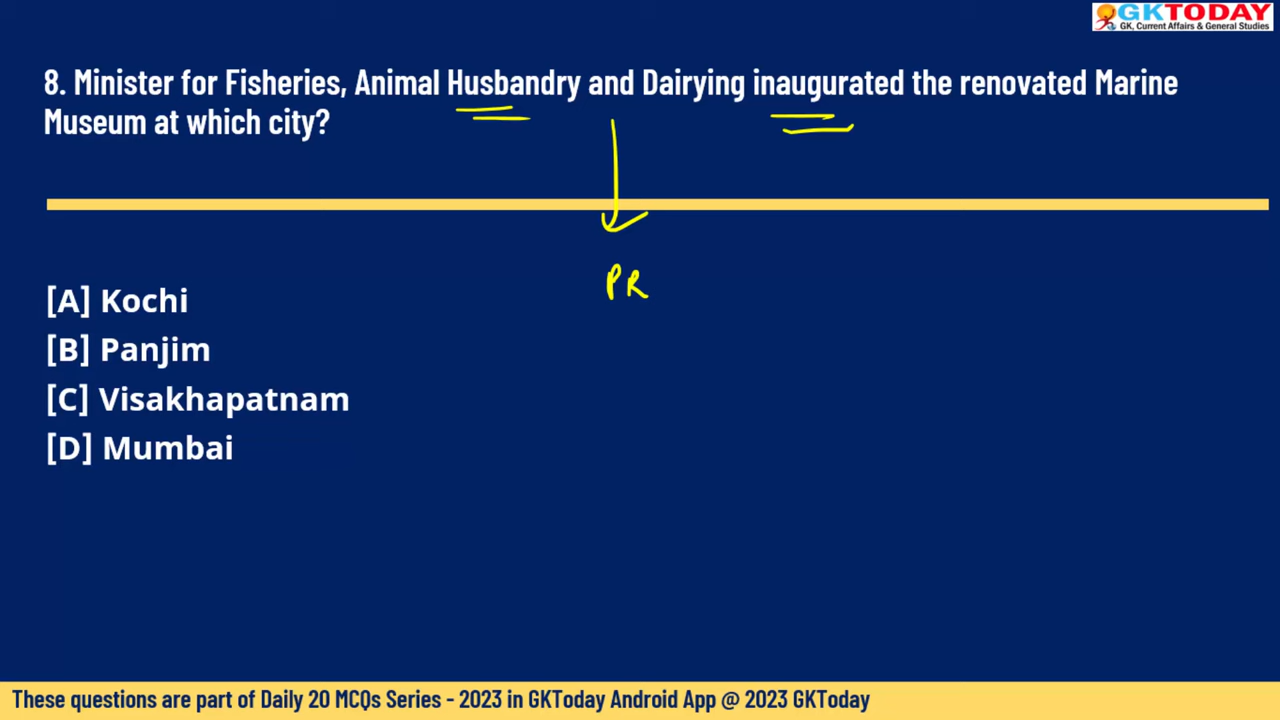 GKTODAY
GK, Current Affairs & General Studies
8. Minister for Fisheries, Animal Husbandry and Dairying inaugurated the renovated Marine
Museum at which city?
PR
[A] Kochi
[B] Panjim
[C] Visakhapatnam
[D] Mumbai
These questions are part of Daily 20 MCQs Series - 2023 in GKToday Android App @ 2023 GKToday